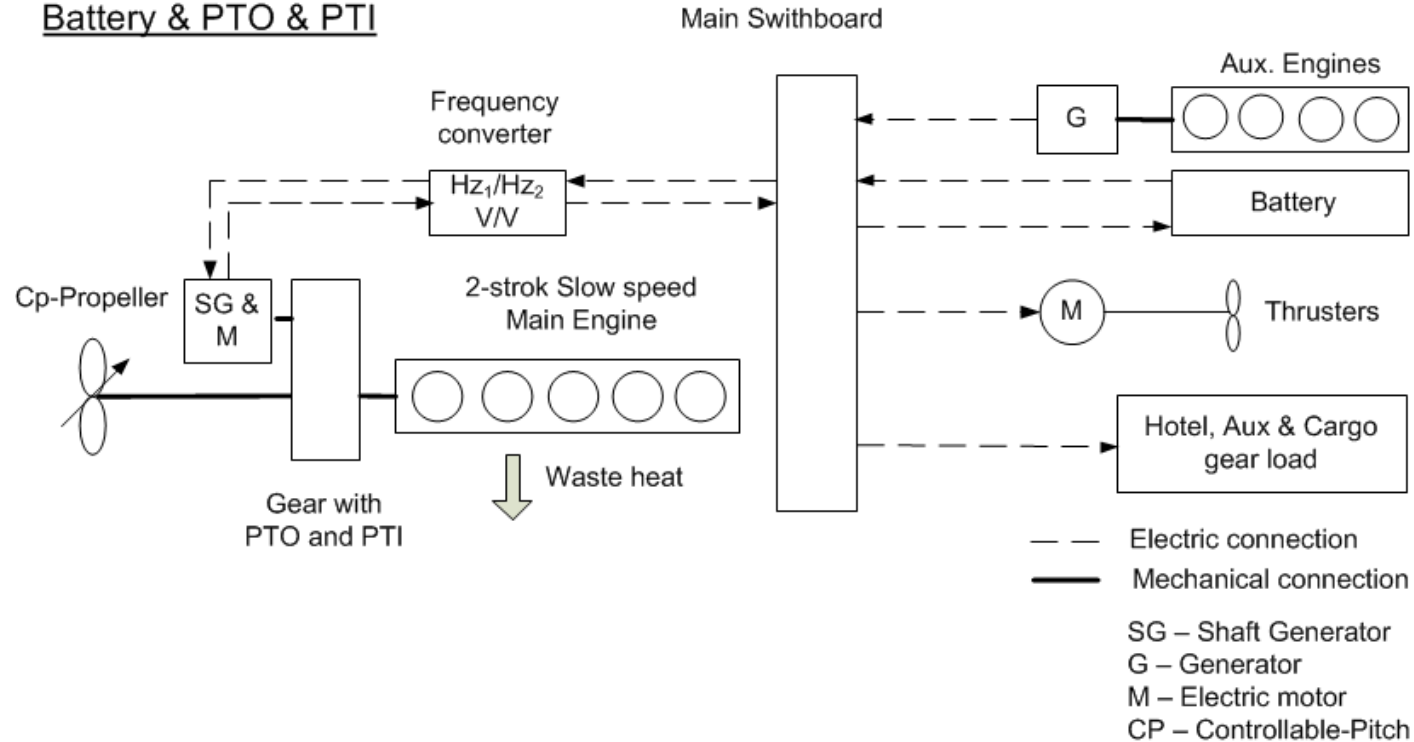 Battery & PTO & PTI
Main Swithboard
Aux. Engines
Frequency
converter
G
Hz₁/Hz₂
V/V
Battery
Cp-Propeller
SG &
M
2-strok Slow speed
Main Engine
M
Thrusters
Hotel, Aux & Cargo
gear load
Waste heat
Gear with
PTO and PTI
Electric connection
Mechanical connection
SG – Shaft Generator
G – Generator
M – Electric motor
CP – Controllable-Pitch